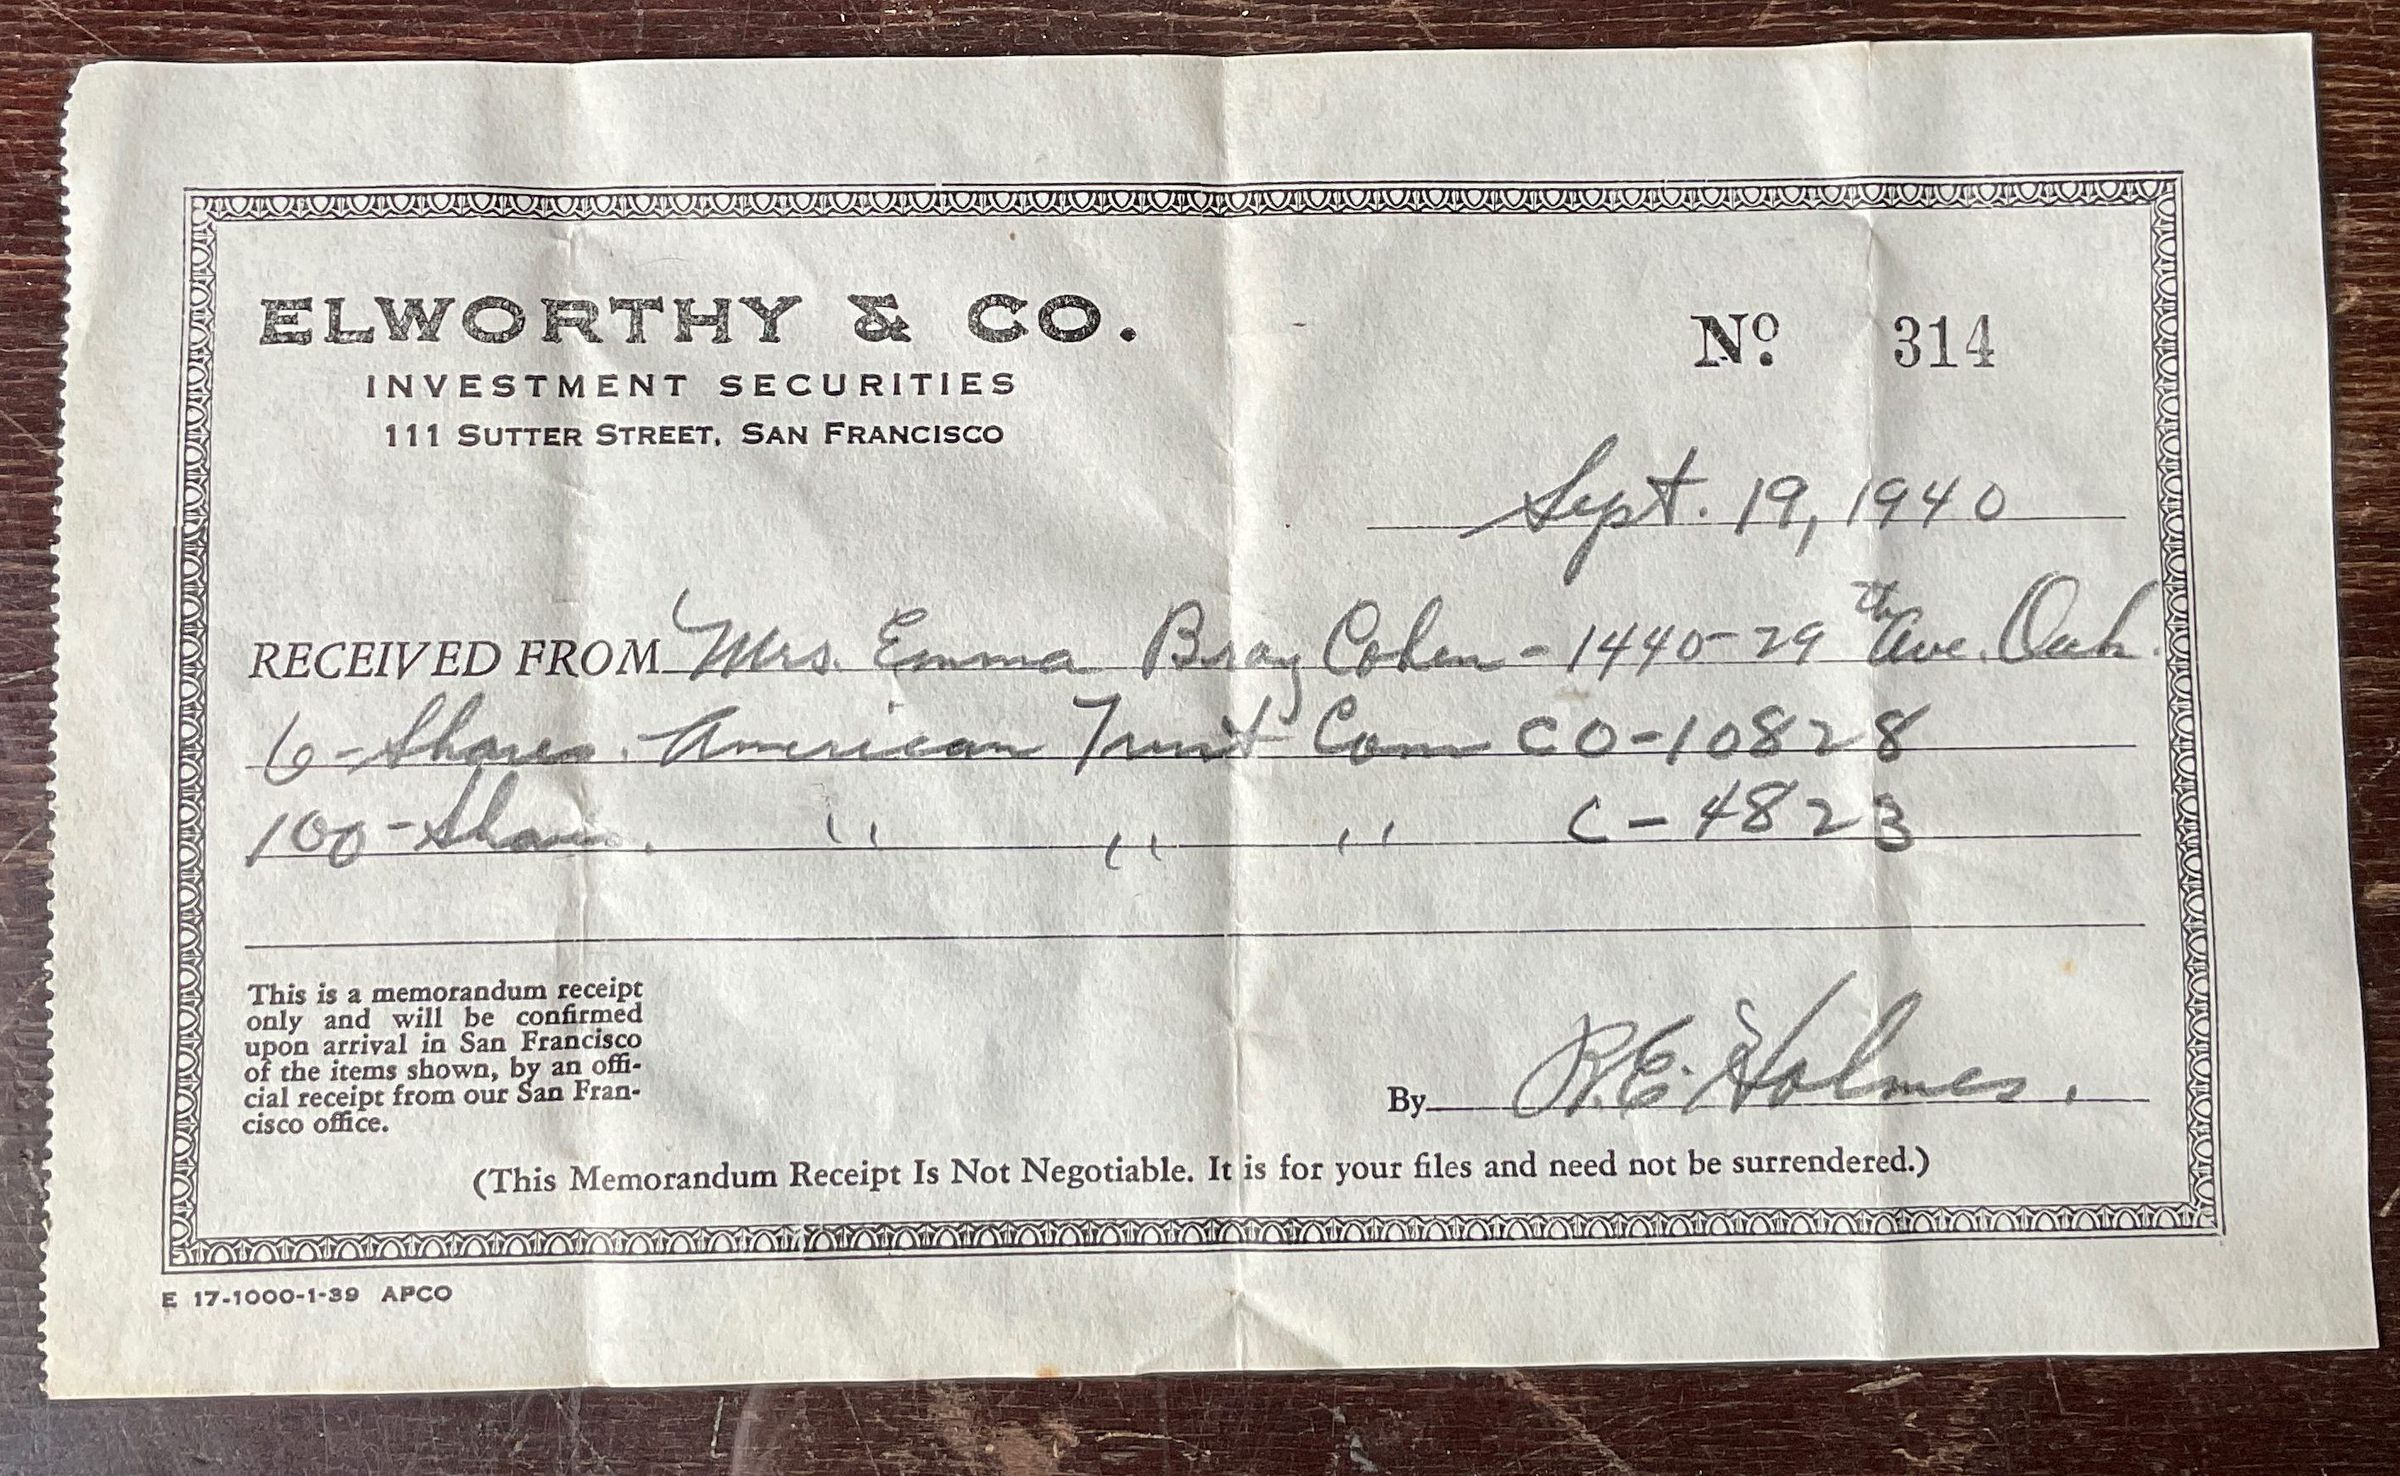 ELWORTHY & CO.
INVESTMENT SECURITIES
111 SUTTER STREET, SAN FRANCISCO
Nº 314
Sept. 19, 1940
RECEIVED FROM Mrs. Emma Bray Cohen - 1440-29th Ave. Oak.
6-Shares. American Trust Com CO-10828
100-Shares. " " " C-4823
This is a memorandum receipt
only and will be confirmed
upon arrival in San Francisco
of the items shown, by an offi-
cial receipt from our San Fran-
cisco office.
By R.E. Holmes.
(This Memorandum Receipt Is Not Negotiable. It is for your files and need not be surrendered.)
E 17-1000-1-39 APCO